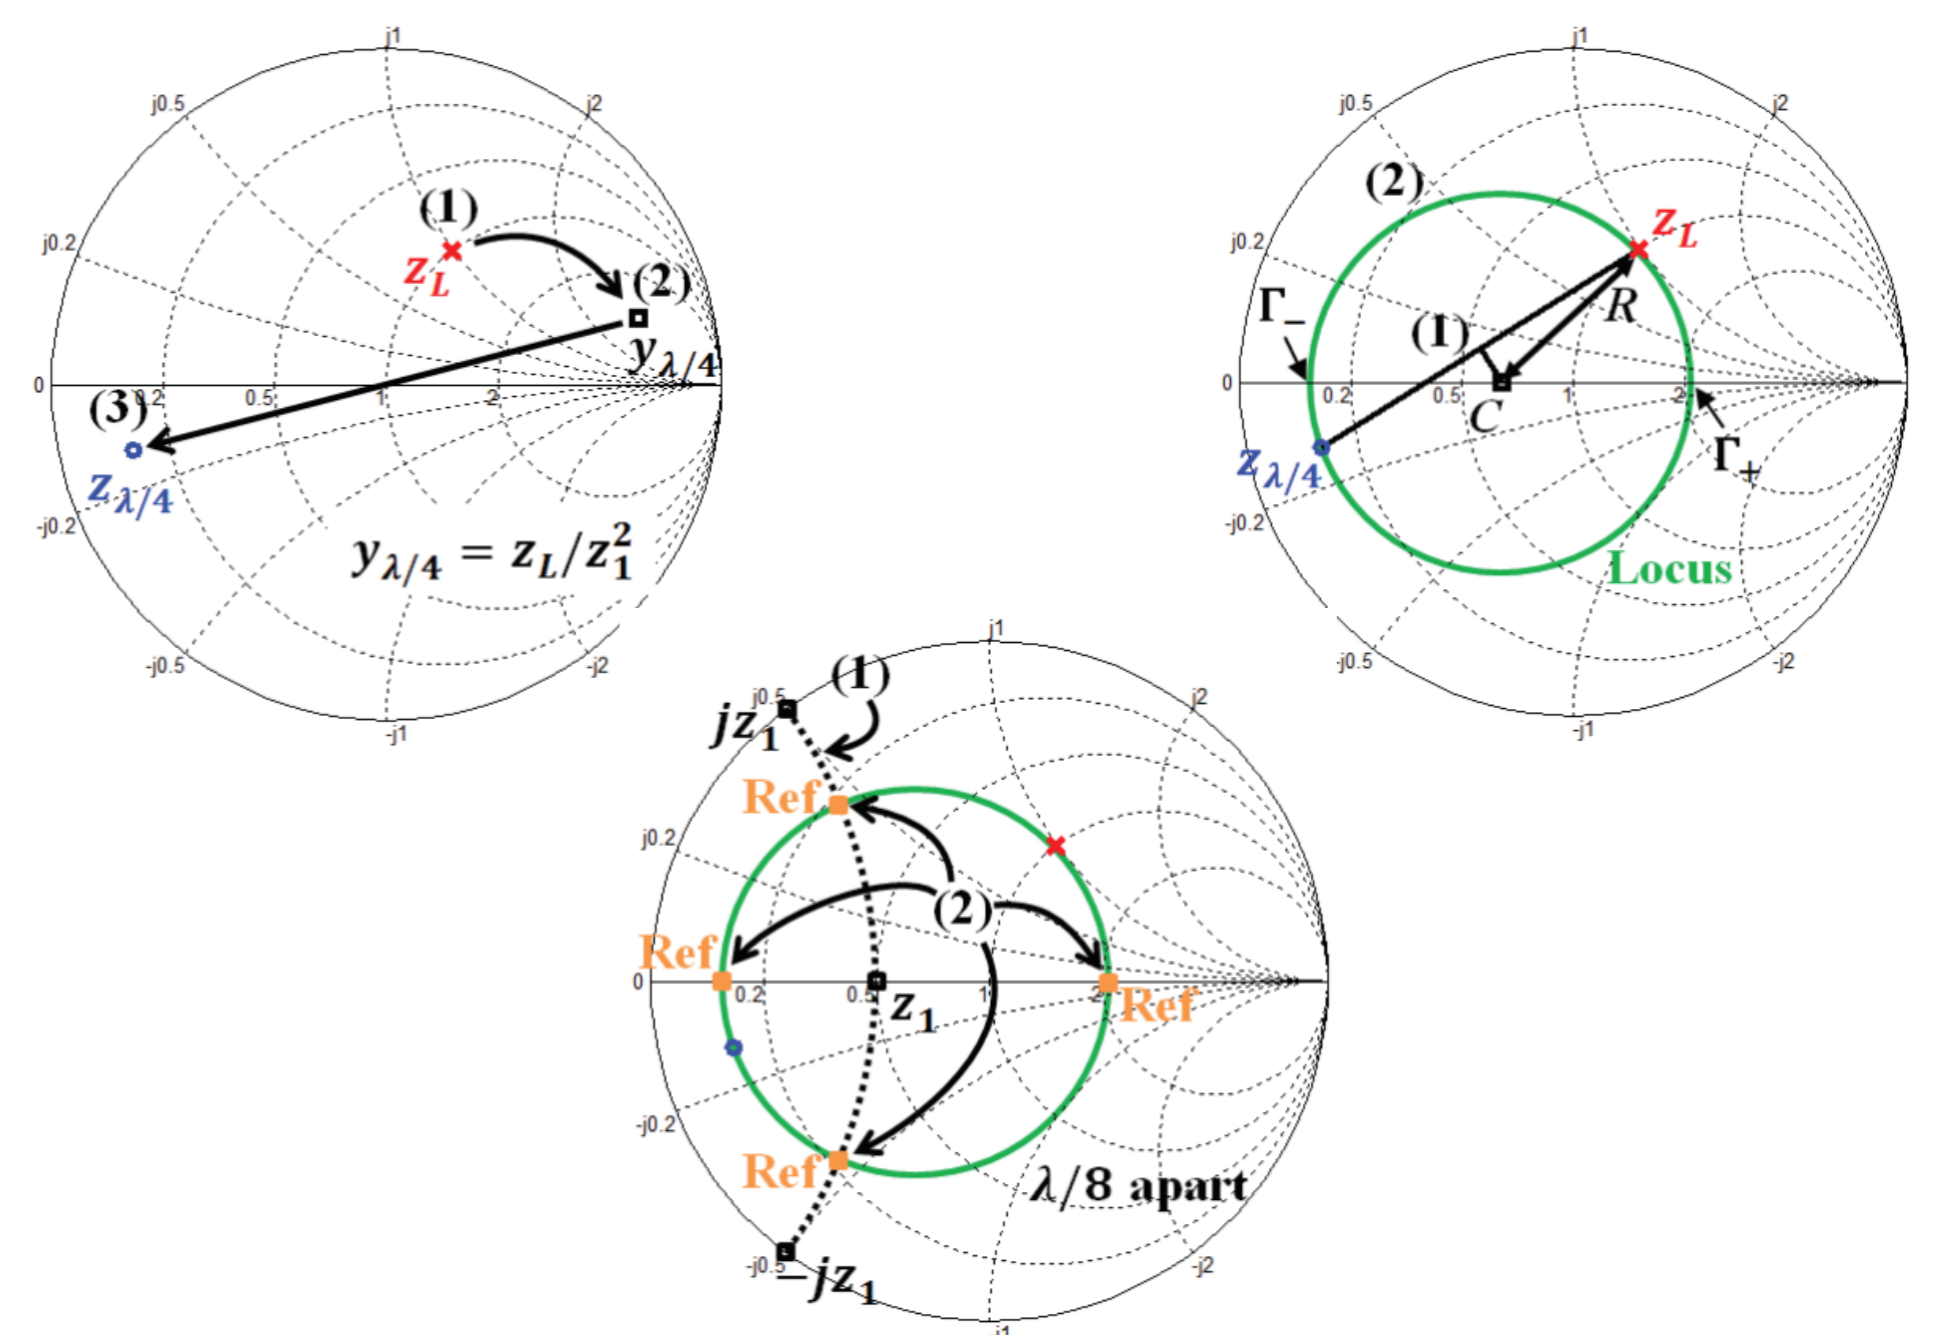 j1
j0.5
j2
(1)
j0.2
z_L
(2)
y_λ/4
0
0.2
0.5
1
2
(3)
z_λ/4
-j0.2
y_λ/4 = z_L/z_1^2
-j0.5
-j2
-j1
j1
j0.5
j2
(2)
j0.2
z_L
Γ_−
R
(1)
0
0.2
0.5
1
2
C
Γ_+
z_λ/4
-j0.2
Locus
-j0.5
-j2
-j1
j1
(1)
j0.5
j2
jz_1
Ref
j0.2
(2)
Ref
0
0.2
0.5
1
2
z_1
Ref
-j0.2
Ref
λ/8 apart
-j0.5
−jz_1
-j2
-j1